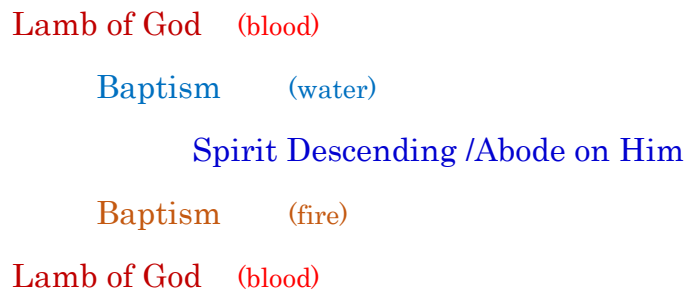 Lamb of God (blood)
Baptism (water)
Spirit Descending /Abode on Him
Baptism (fire)
Lamb of God (blood)